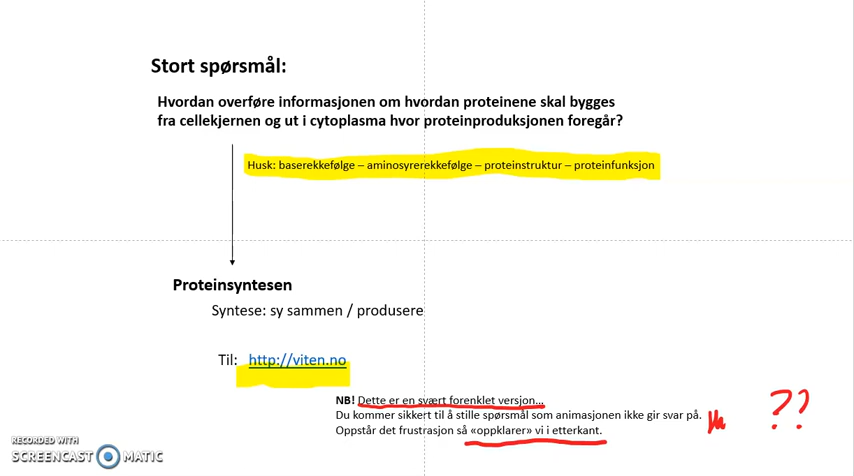 Stort spørsmål:
Hvordan overføre informasjonen om hvordan proteinene skal bygges
fra cellekjernen og ut i cytoplasma hvor proteinproduksjonen foregår?
Husk: baserekkefølge – aminosyrerekkefølge – proteinstruktur – proteinfunksjon
Proteinsyntesen
Syntese: sy sammen / produsere
Til: http://viten.no
NB! Dette er en svært forenklet versjon...
Du kommer sikkert til å stille spørsmål som animasjonen ikke gir svar på.
Oppstår det frustrasjon så «oppklarer» vi i etterkant.
??
RECORDED WITH
SCREENCAST MATIC